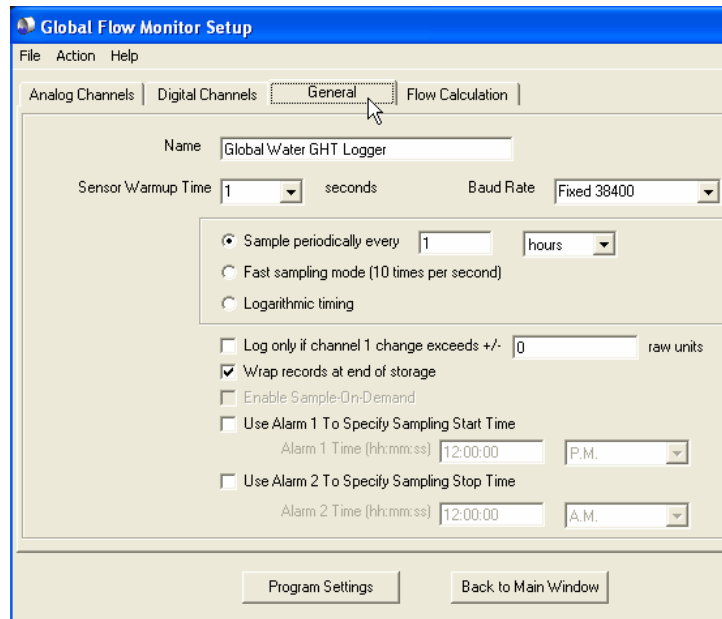 Global Flow Monitor Setup
File Action Help
Analog Channels Digital Channels General Flow Calculation
Name Global Water GHT Logger
Sensor Warmup Time 1 seconds Baud Rate Fixed 38400
Sample periodically every 1 hours
Fast sampling mode (10 times per second)
Logarithmic timing
Log only if channel 1 change exceeds +/- 0 raw units
Wrap records at end of storage
Enable Sample-On-Demand
Use Alarm 1 To Specify Sampling Start Time
Alarm 1 Time (hh:mm:ss) 12:00:00 P.M.
Use Alarm 2 To Specify Sampling Stop Time
Alarm 2 Time (hh:mm:ss) 12:00:00 A.M.
Program Settings Back to Main Window